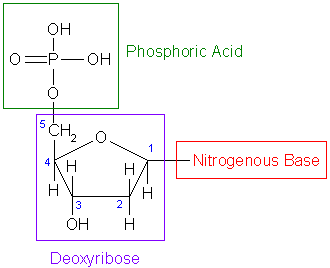 OH
O P OH
Phosphoric Acid
O
5 CH2
O
4 1
Nitrogenous Base
H H H
H 3 2 H
OH H
Deoxyribose